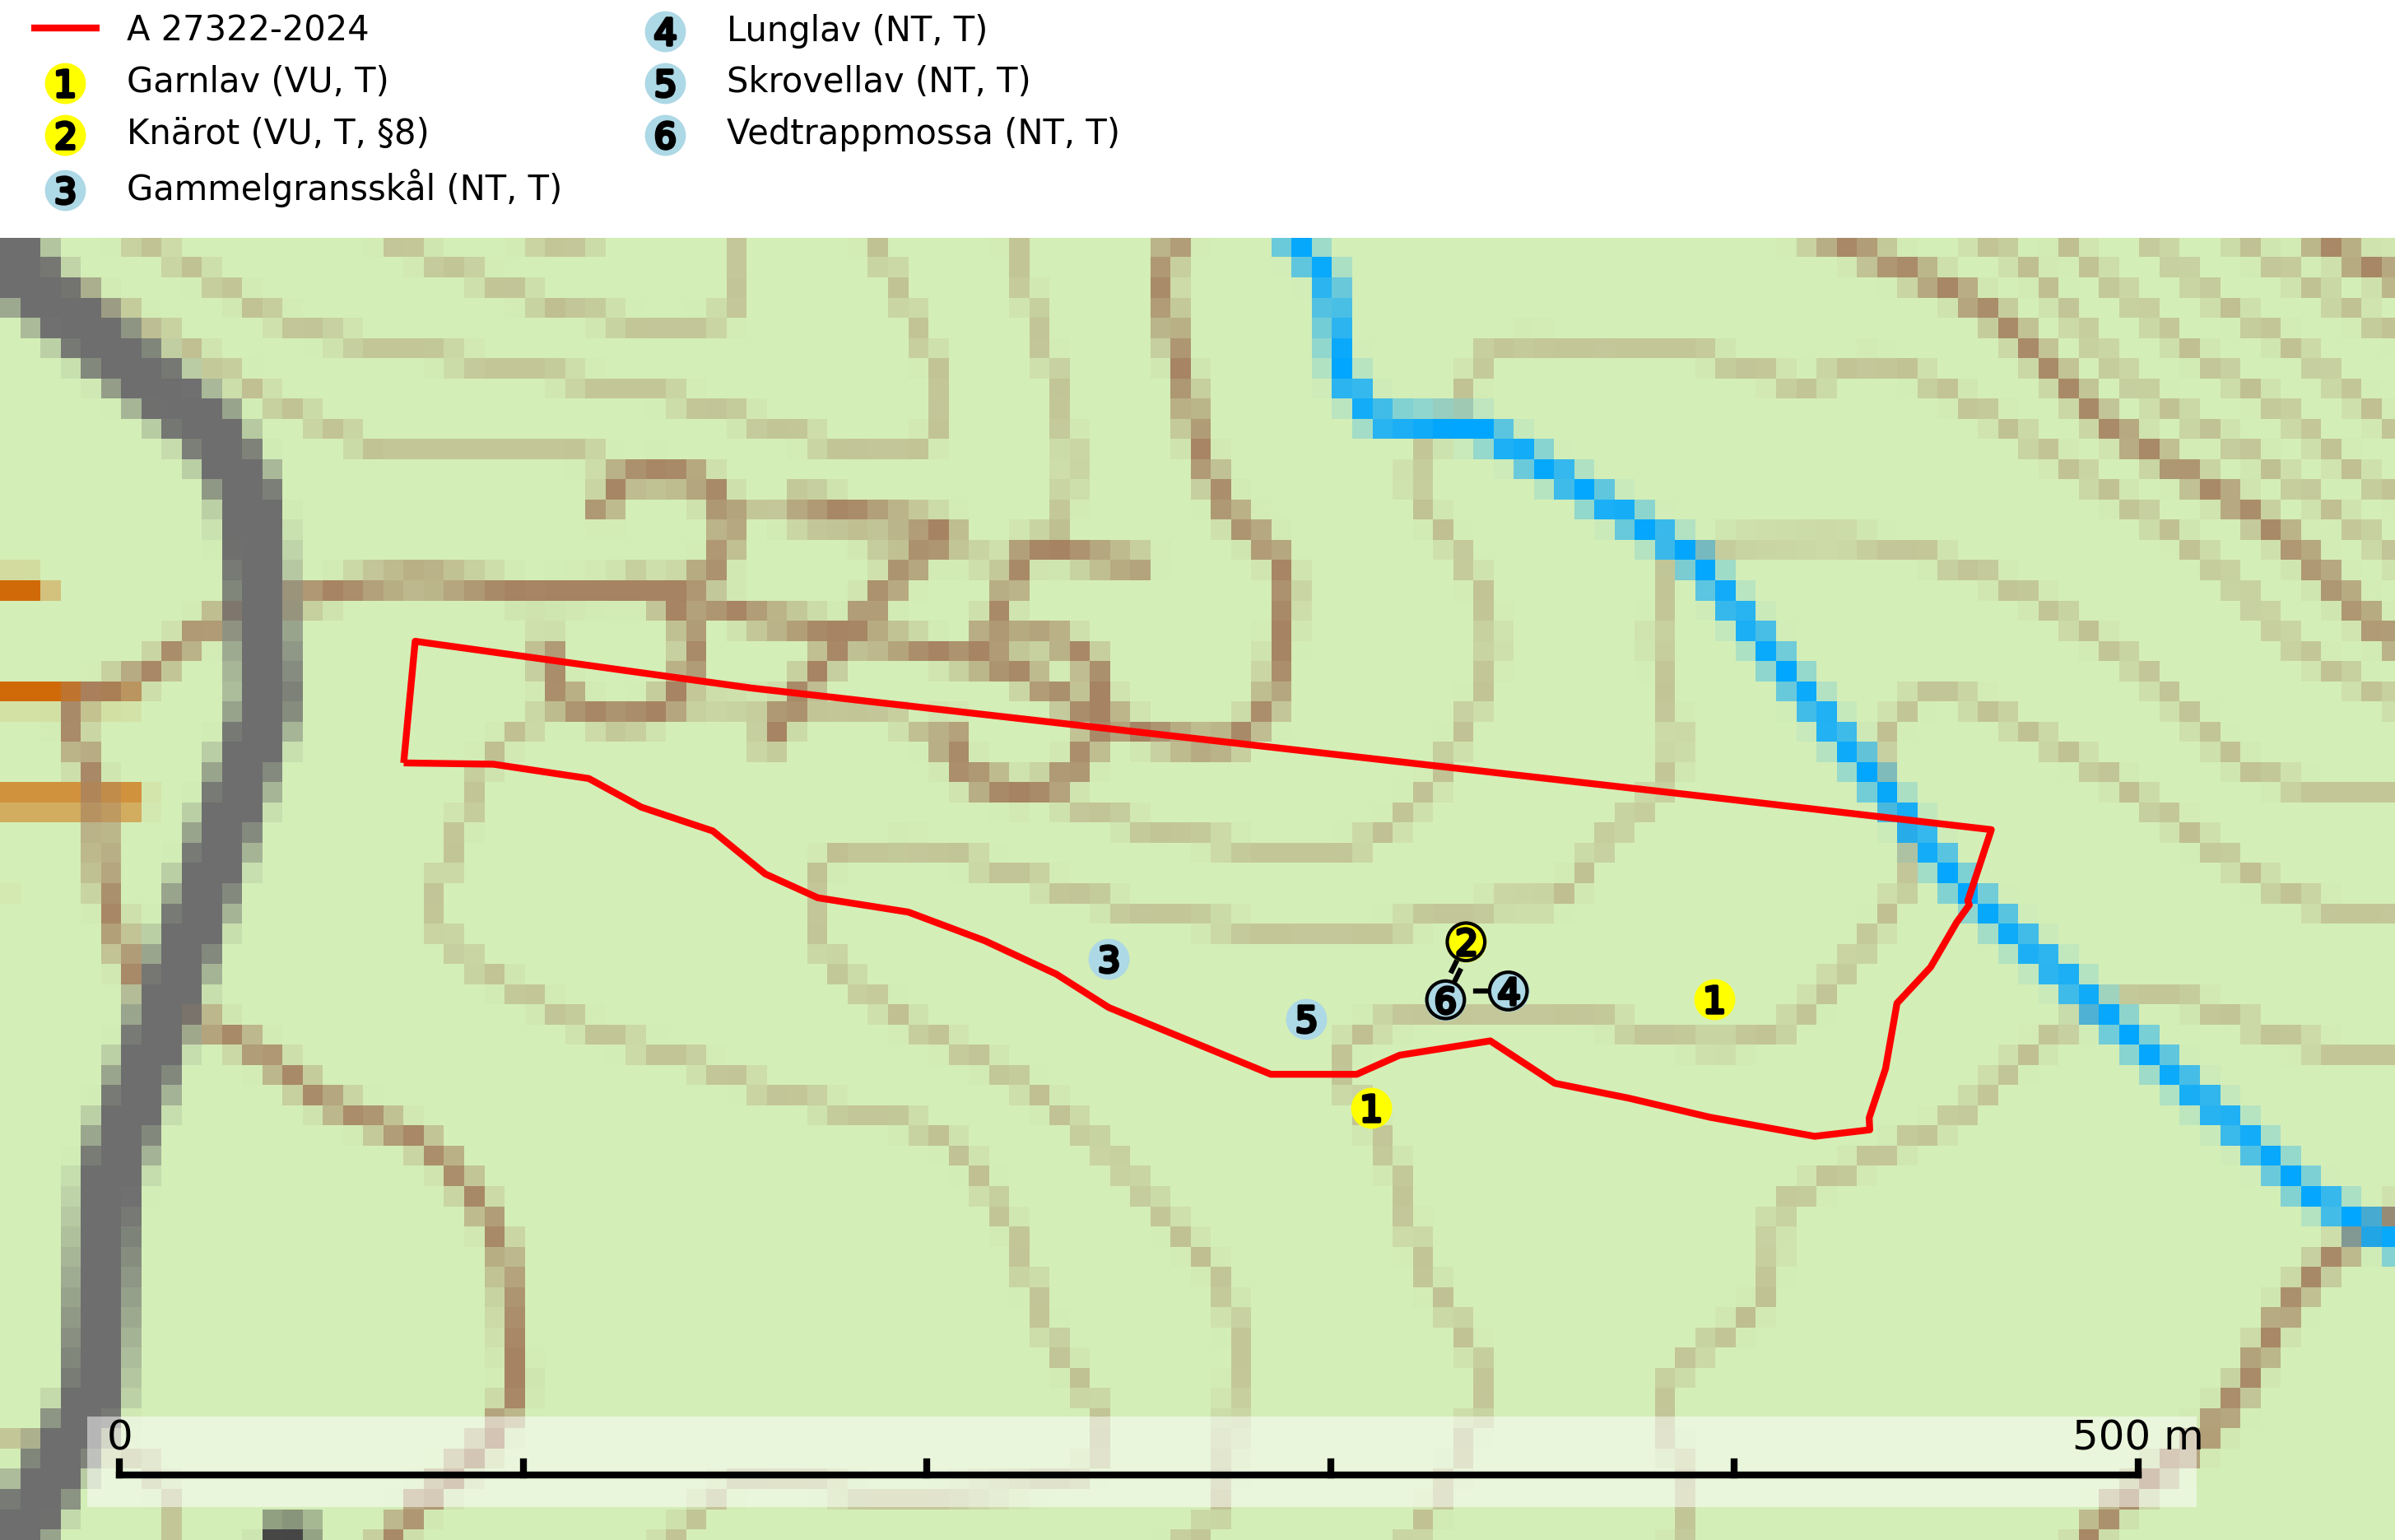 A 27322-2024
1 Garnlav (VU, T)
2 Knärot (VU, T, §8)
3 Gammelgransskål (NT, T)
4 Lunglav (NT, T)
5 Skrovellav (NT, T)
6 Vedtrappmossa (NT, T)
2
3
6
4
1
5
1
0
500 m